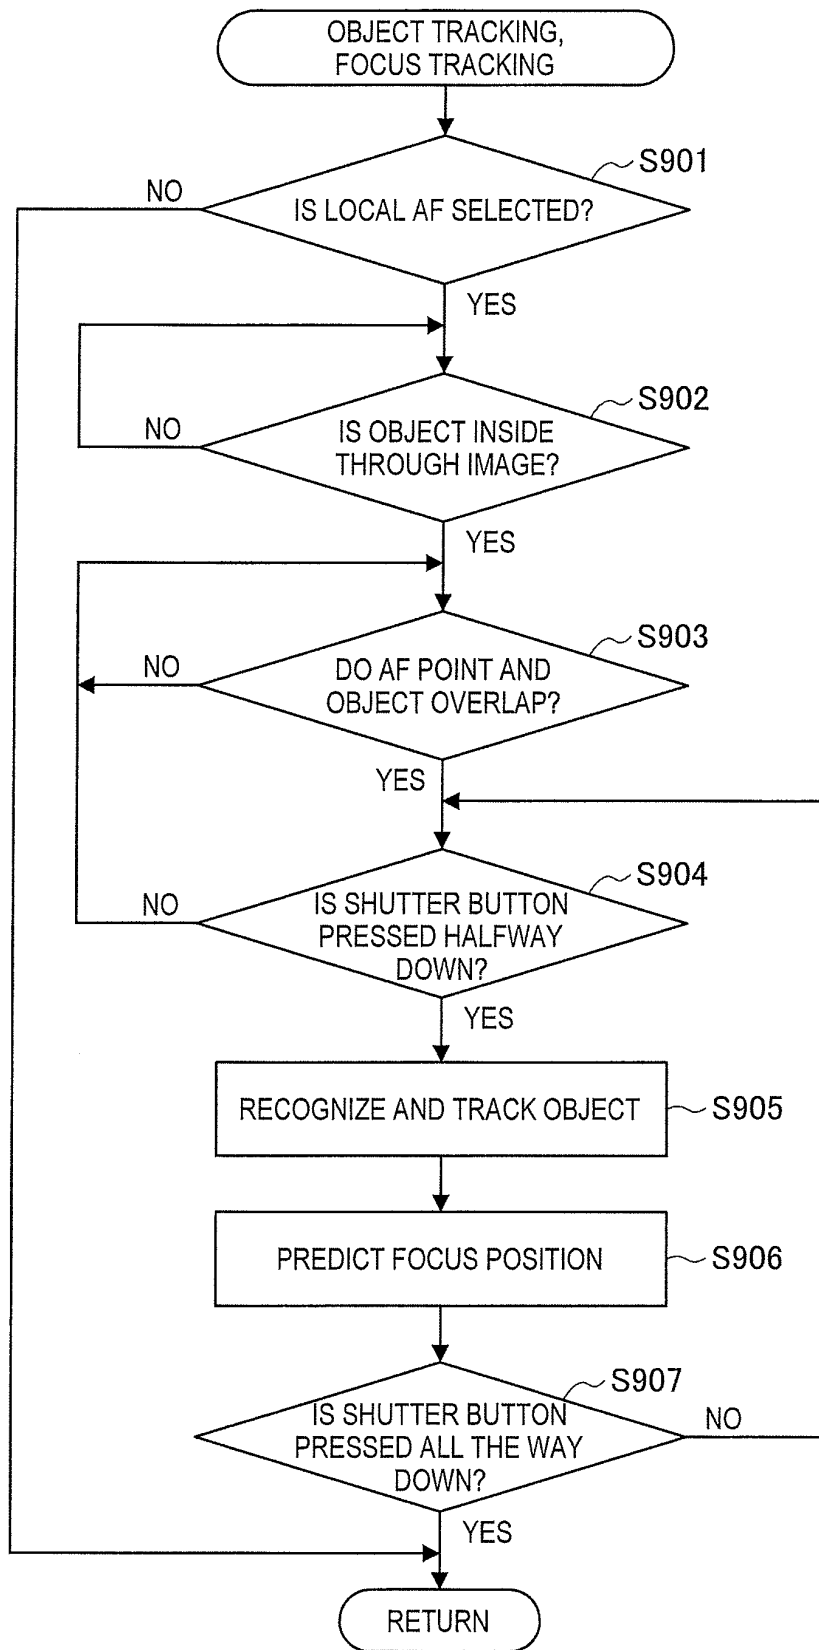 OBJECT TRACKING,
FOCUS TRACKING
S901
NO
IS LOCAL AF SELECTED?
YES
S902
NO
IS OBJECT INSIDE
THROUGH IMAGE?
YES
S903
NO
DO AF POINT AND
OBJECT OVERLAP?
YES
S904
NO
IS SHUTTER BUTTON
PRESSED HALFWAY
DOWN?
YES
RECOGNIZE AND TRACK OBJECT
S905
PREDICT FOCUS POSITION
S906
S907
IS SHUTTER BUTTON
PRESSED ALL THE WAY
DOWN?
NO
YES
RETURN